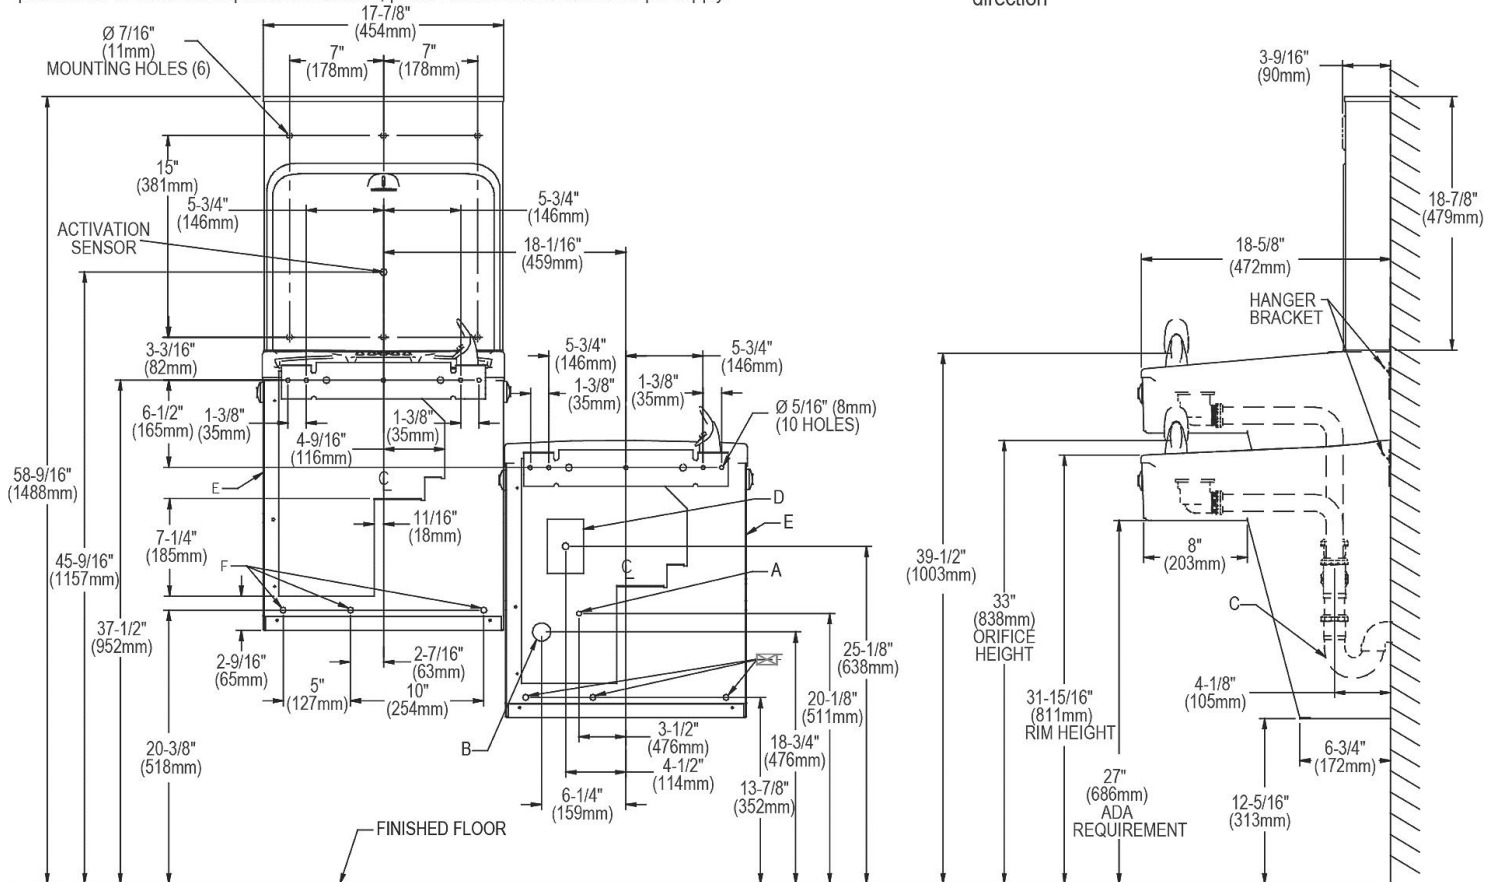 direction
17-7/8"
(454mm)
Ø 7/16"
(11mm)
MOUNTING HOLES (6)
7"
(178mm)
7"
(178mm)
3-9/16"
(90mm)
15"
(381mm)
5-3/4"
(146mm)
5-3/4"
(146mm)
18-7/8"
(479mm)
ACTIVATION
SENSOR
18-1/16"
(459mm)
18-5/8"
(472mm)
HANGER
BRACKET
3-3/16"
(82mm)
5-3/4"
(146mm)
5-3/4"
(146mm)
1-3/8"
(35mm)
1-3/8"
(35mm)
6-1/2"
(165mm)
1-3/8"
(35mm)
1-3/8"
(35mm)
Ø 5/16" (8mm)
(10 HOLES)
4-9/16"
(116mm)
58-9/16"
(1488mm)
E
C
L
D
11/16"
(18mm)
E
7-1/4"
(185mm)
45-9/16"
(1157mm)
F
C
L
A
39-1/2"
(1003mm)
8"
(203mm)
33"
(838mm)
ORIFICE
HEIGHT
C
37-1/2"
(952mm)
2-9/16"
(65mm)
2-7/16"
(63mm)
25-1/8"
(638mm)
F
5"
(127mm)
10"
(254mm)
20-1/8"
(511mm)
31-15/16"
(811mm)
RIM HEIGHT
4-1/8"
(105mm)
20-3/8"
(518mm)
B
3-1/2"
(476mm)
18-3/4"
(476mm)
6-3/4"
(172mm)
4-1/2"
(114mm)
13-7/8"
(352mm)
27"
(686mm)
ADA
REQUIREMENT
6-1/4"
(159mm)
12-5/16"
(313mm)
FINISHED FLOOR